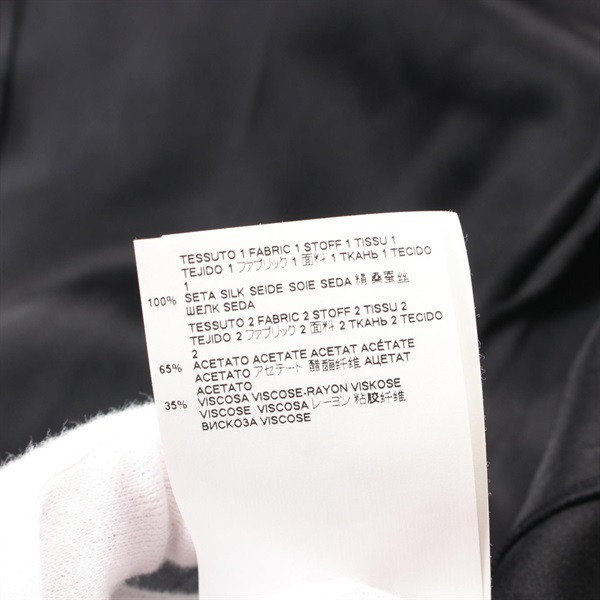 TESSUTO 1 FABRIC 1 STOFF 1 TISSU 1
TEJIDO 1 ファブリック 1 面料 1 ТКАНЬ 1 TECIDO
1
100% SETA SILK SEIDE SOIE SEDA 絹 桑蚕丝
ШЕЛК SEDA
TESSUTO 2 FABRIC 2 STOFF 2 TISSU 2
TEJIDO 2 ファブリック 2 面料 2 ТКАНЬ 2 TECIDO
2
65% ACETATO ACETATE ACETAT ACÉTATE
ACETATO アセテート 醋酯纤维 АЦЕТАТ
ACETATO
35% VISCOSA VISCOSE-RAYON VISKOSE
VISCOSE VISCOSA レーヨン 粘胶纤维
ВИСКОЗА VISCOSE